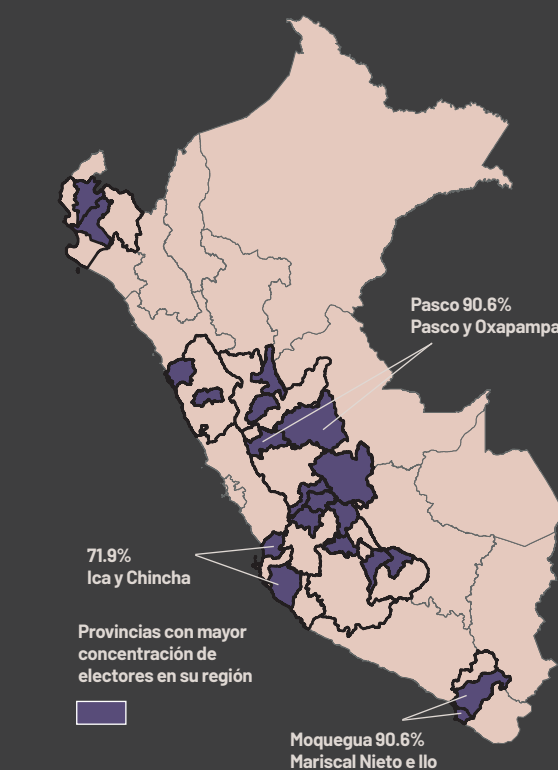 Pasco 90.6%
Pasco y Oxapampa
71.9%
Ica y Chincha
Provincias con mayor
concentración de
electores en su región
Moquegua 90.6%
Mariscal Nieto e Ilo